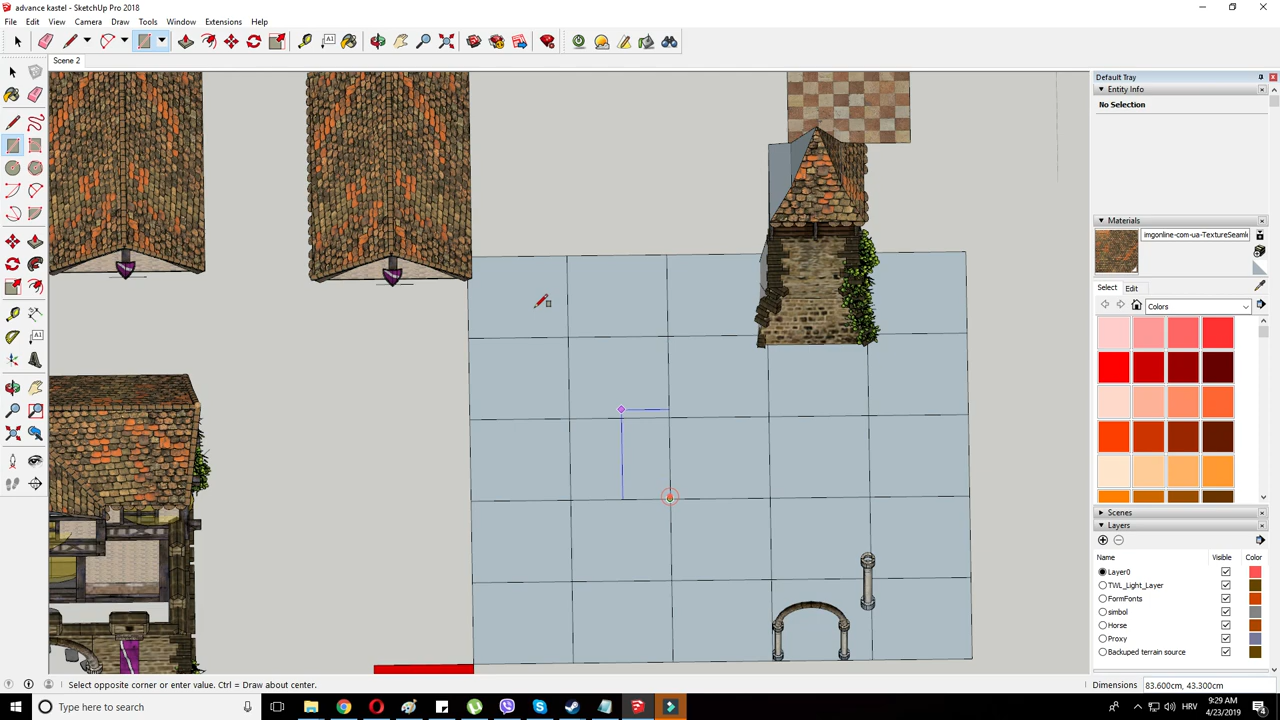 advance kastel - SketchUp Pro 2018
File Edit View Camera Draw Tools Window Extensions Help
Scene 2
Default Tray
Entity Info
No Selection
Materials
imgonline-com-ua-TextureSeaml
Select Edit
Colors
Scenes
Layers
Name Visible Color
Layer0
TWL_Light_Layer
FormFonts
simbol
Horse
Proxy
Backuped terrain source
Select opposite corner or enter value. Ctrl = Draw about center.
Dimensions 83.600cm, 43.300cm
Type here to search
HRV
9:29 AM
4/23/2019